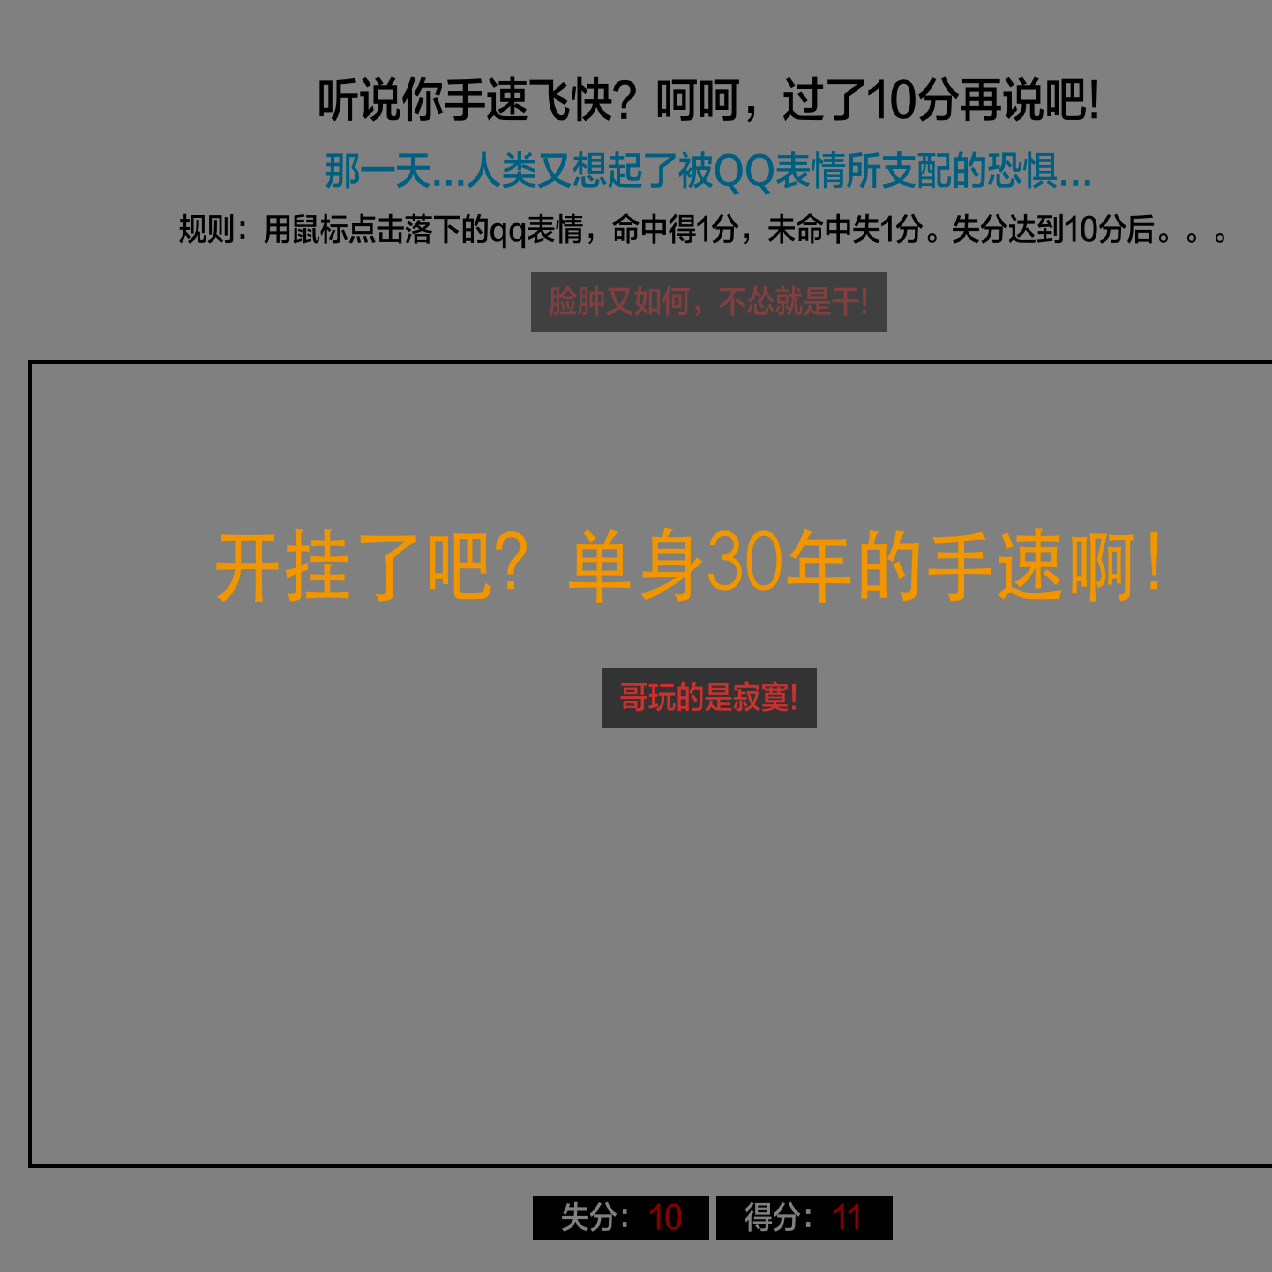 听说你手速飞快？呵呵，过了10分再说吧!
那一天...人类又想起了被QQ表情所支配的恐惧...
规则：用鼠标点击落下的qq表情，命中得1分，未命中失1分。失分达到10分后。。。
脸肿又如何，不怂就是干!
开挂了吧？单身30年的手速啊!
哥玩的是寂寞!
失分：10 得分：11